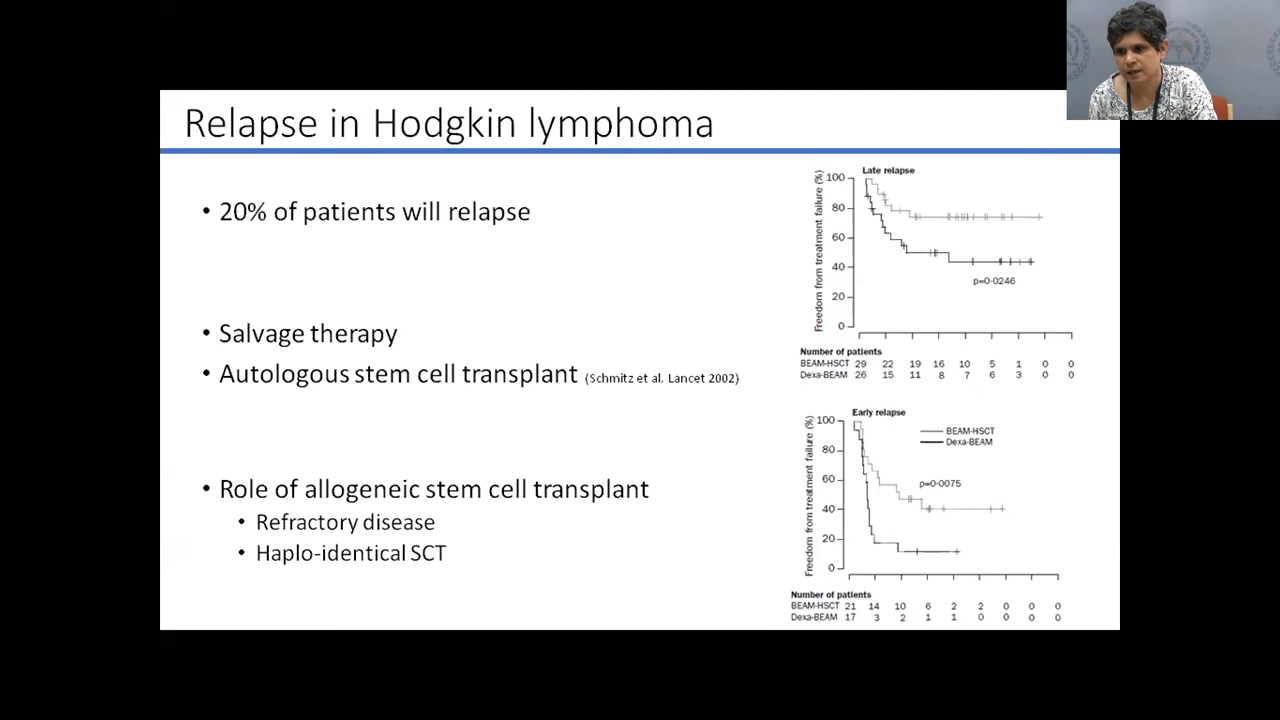 Relapse in Hodgkin lymphoma
• 20% of patients will relapse
• Salvage therapy
• Autologous stem cell transplant (Schmitz et al. Lancet 2002)
• Role of allogeneic stem cell transplant
• Refractory disease
• Haplo-identical SCT
Late relapse
Freedom from treatment failure (%)
100
80
60
40
20
0
p=0·0246
Number of patients
BEAM-HSCT 29 22 19 16 10 5 1 0 0
Dexa-BEAM 26 15 11 8 7 6 3 0 0
Early relapse
Freedom from treatment failure (%)
100
80
60
40
20
0
BEAM-HSCT
Dexa-BEAM
p=0·0075
Number of patients
BEAM-HSCT 21 14 10 6 2 2 0 0 0
Dexa-BEAM 17 3 2 1 1 0 0 0 0